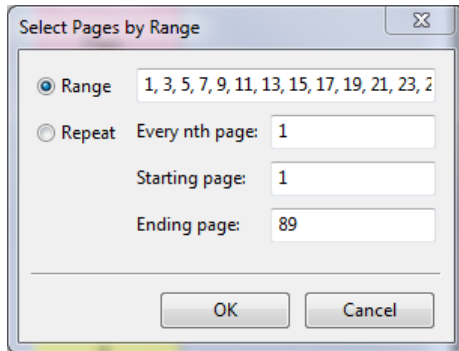 Select Pages by Range
Range 1, 3, 5, 7, 9, 11, 13, 15, 17, 19, 21, 23, 2
Repeat Every nth page: 1
Starting page: 1
Ending page: 89
OK Cancel